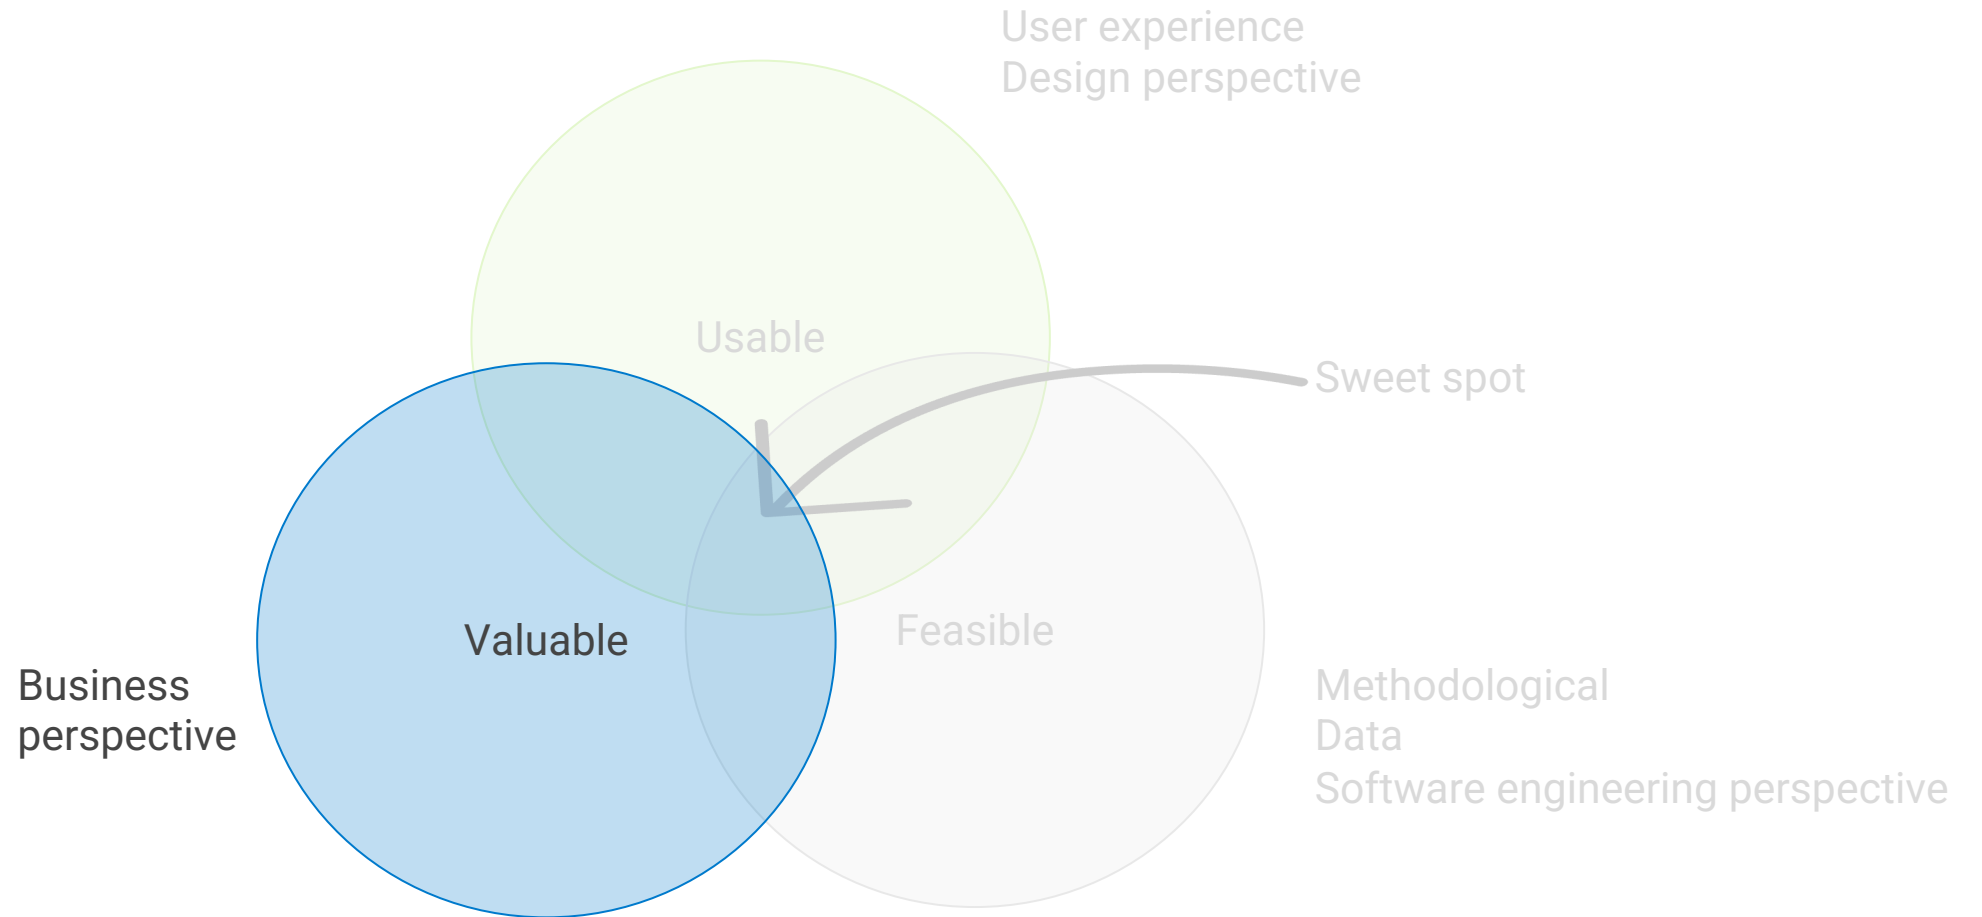 User experience
Design perspective
Usable
Sweet spot
Valuable
Feasible
Business
perspective
Methodological
Data
Software engineering perspective